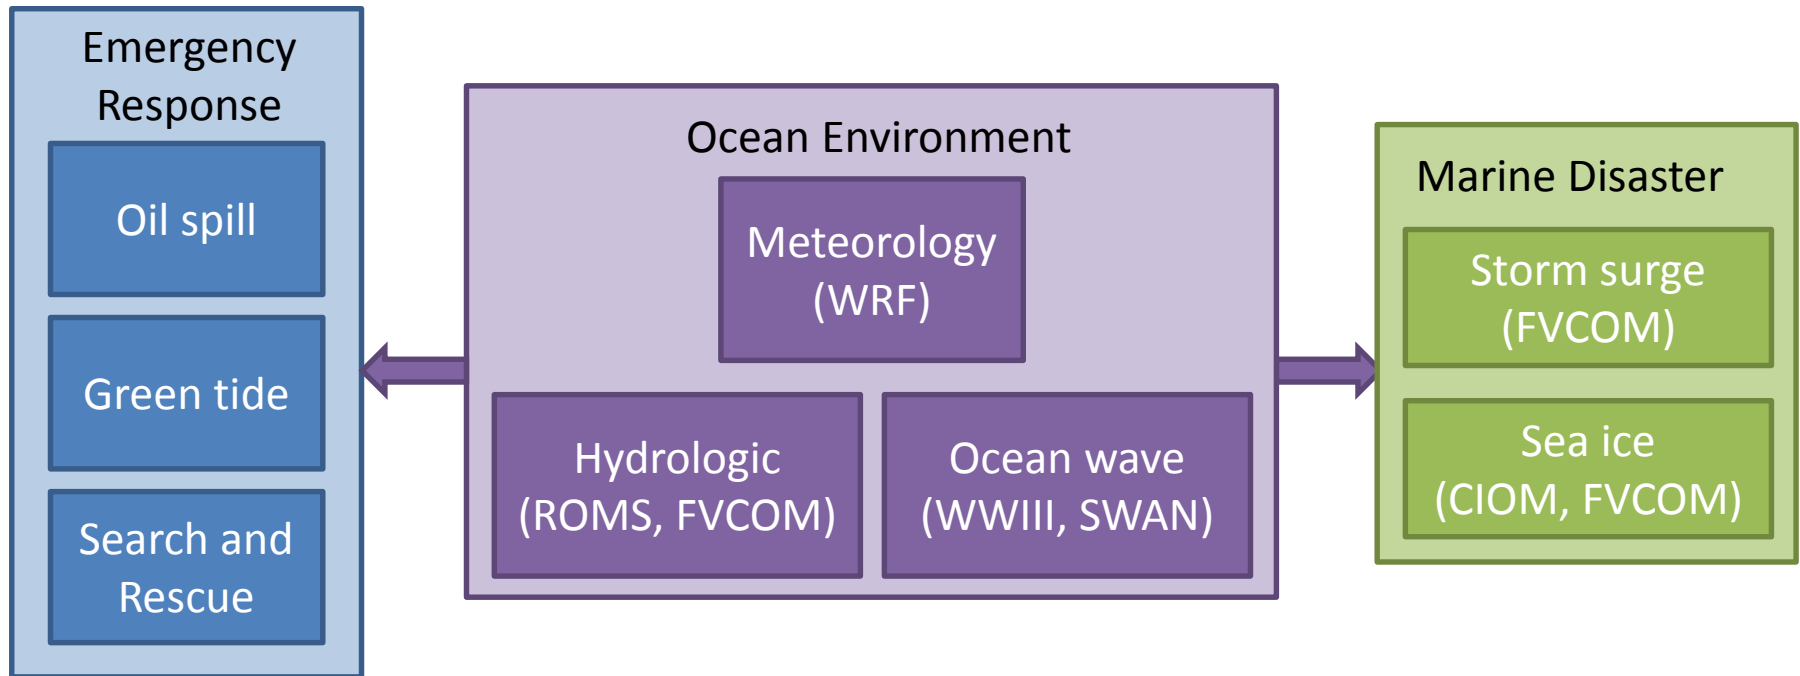 Emergency
Response
Oil spill
Green tide
Search and
Rescue
Ocean Environment
Meteorology
(WRF)
Hydrologic
(ROMS, FVCOM)
Ocean wave
(WWIII, SWAN)
Marine Disaster
Storm surge
(FVCOM)
Sea ice
(CIOM, FVCOM)